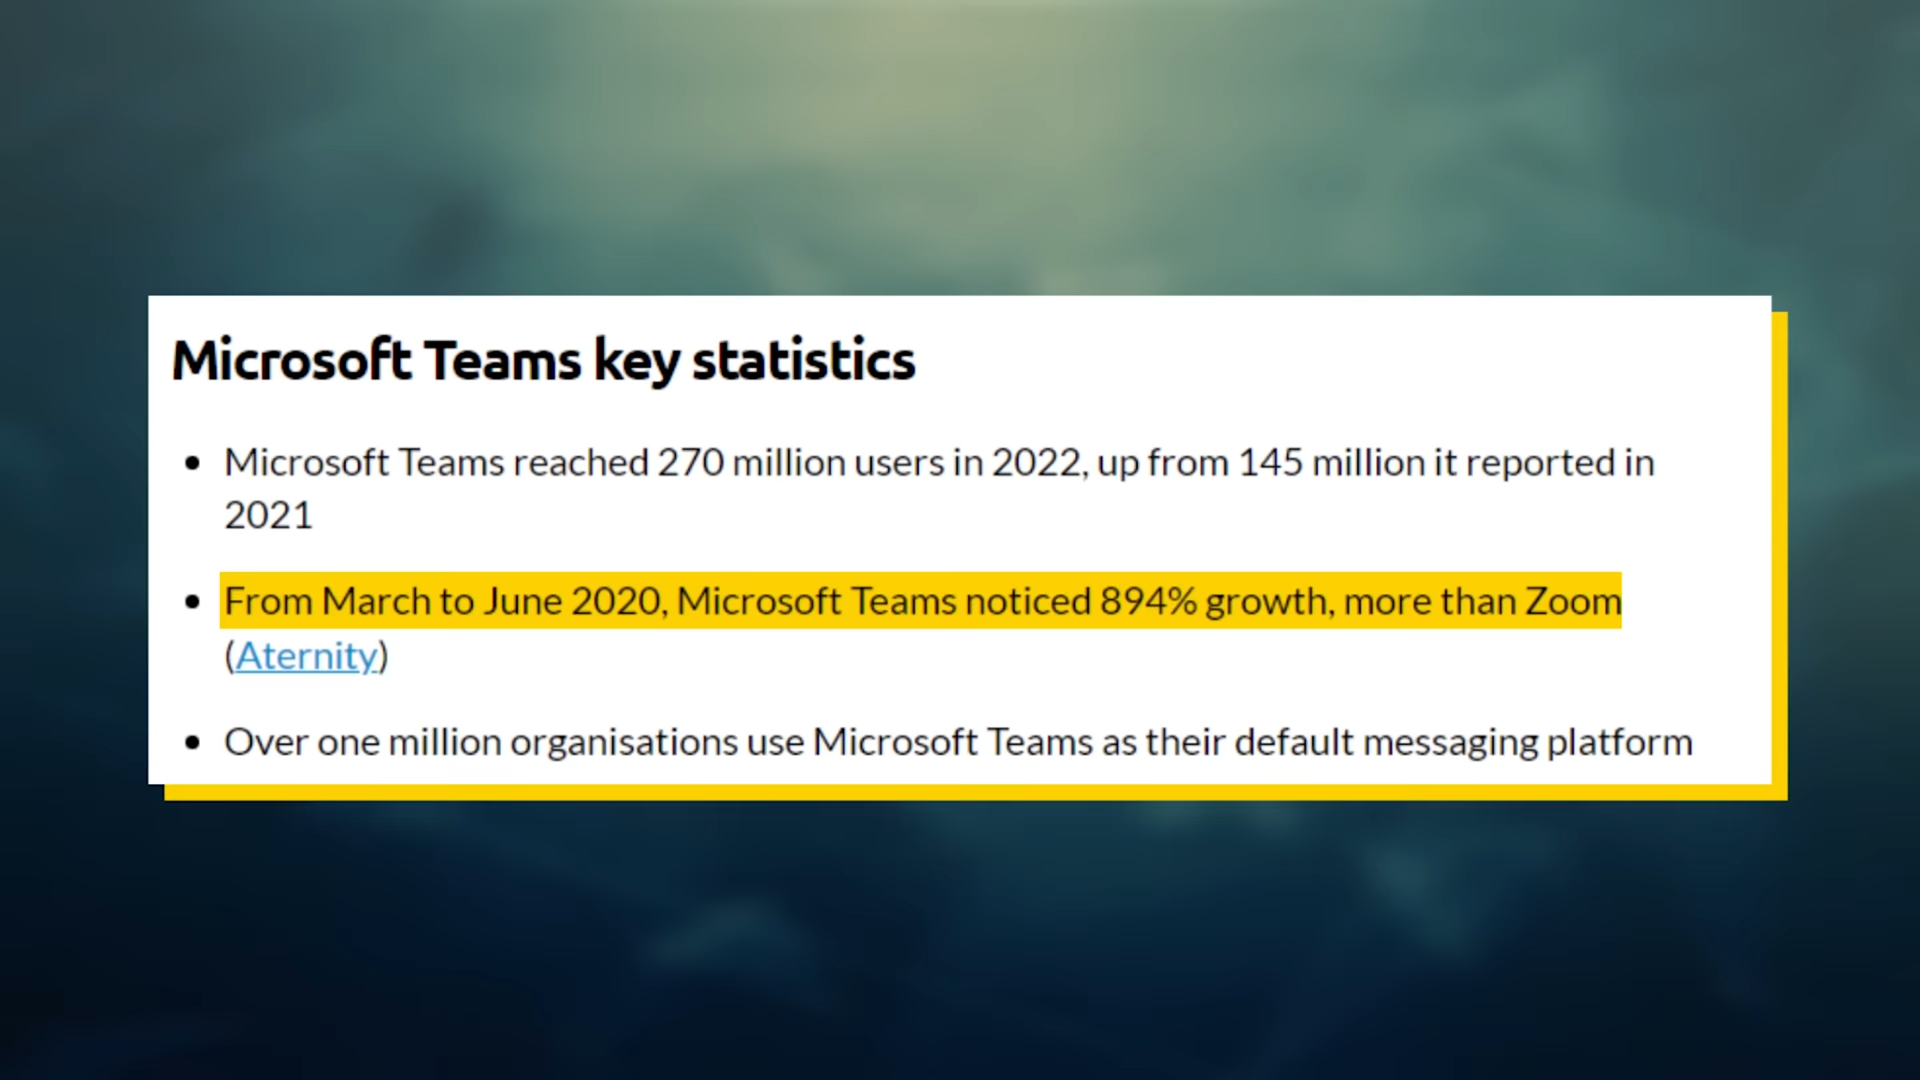 Microsoft Teams key statistics
• Microsoft Teams reached 270 million users in 2022, up from 145 million it reported in
2021
• From March to June 2020, Microsoft Teams noticed 894% growth, more than Zoom
(Aternity)
• Over one million organisations use Microsoft Teams as their default messaging platform